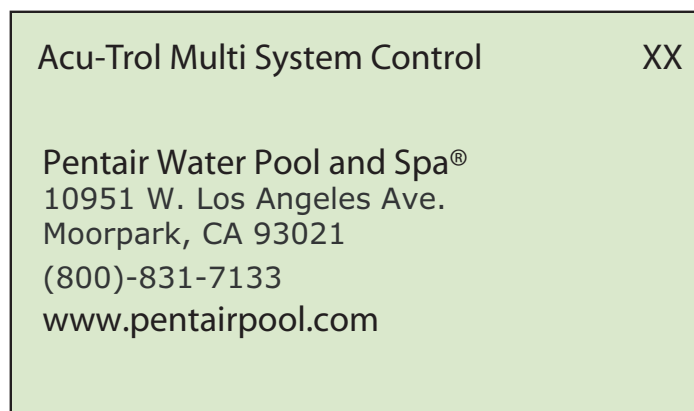 Acu-Trol Multi System Control XX
Pentair Water Pool and Spa®
10951 W. Los Angeles Ave.
Moorpark, CA 93021
(800)-831-7133
www.pentairpool.com